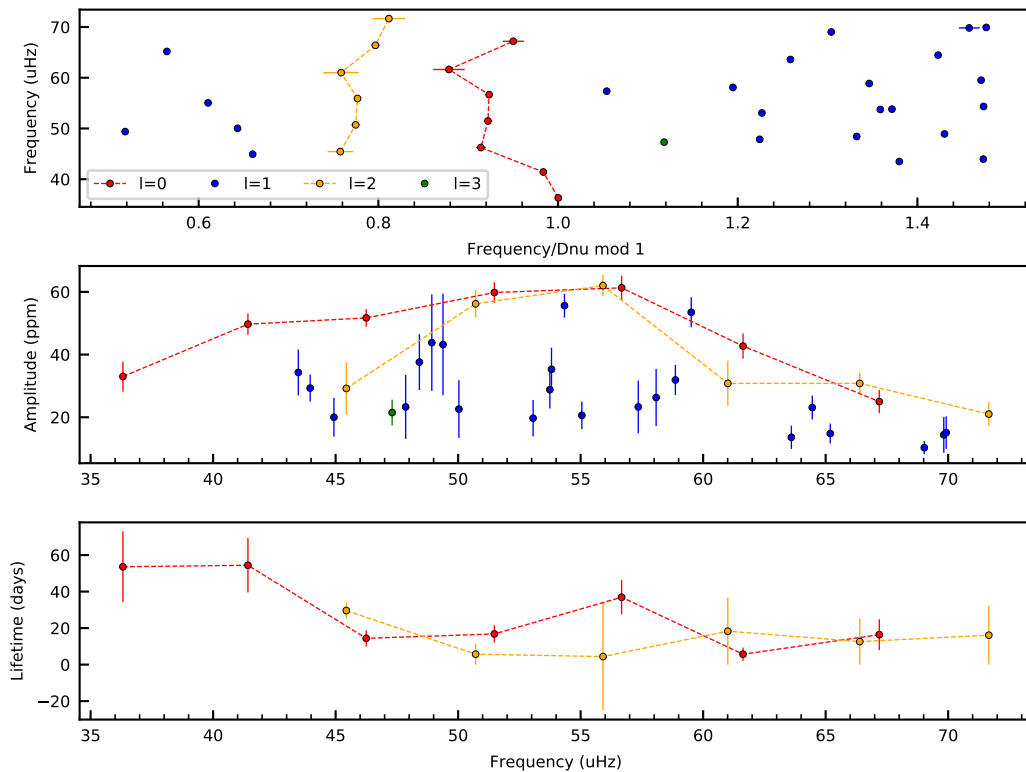 70
60
50
40
Frequency (uHz)
l=0 l=1 l=2 l=3
0.6 0.8 1.0 1.2 1.4
Frequency/Dnu mod 1
60
40
20
Amplitude (ppm)
35 40 45 50 55 60 65 70
60
40
20
0
−20
Lifetime (days)
35 40 45 50 55 60 65 70
Frequency (uHz)